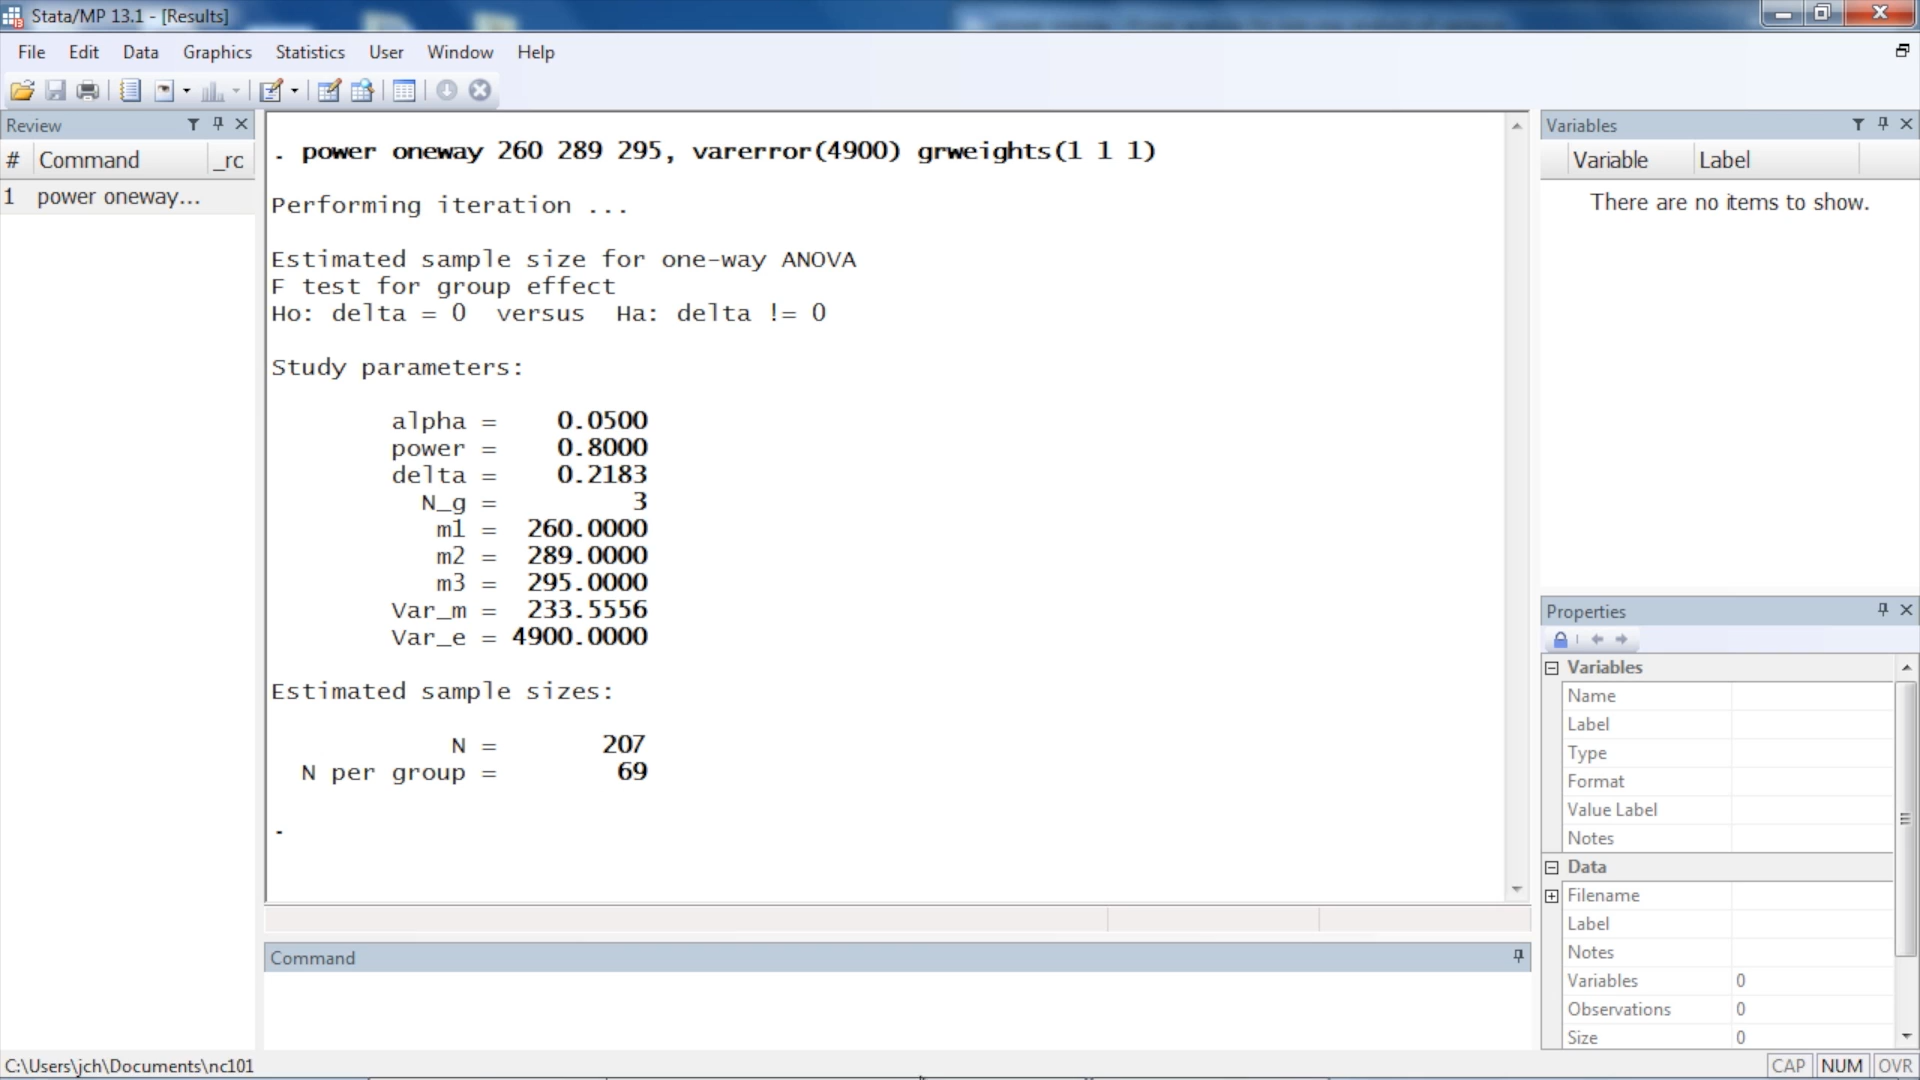 Stata/MP 13.1 - [Results]
File Edit Data Graphics Statistics User Window Help
Review
# Command _rc
1 power oneway...
. power oneway 260 289 295, varerror(4900) grweights(1 1 1)
Performing iteration ...
Estimated sample size for one-way ANOVA
F test for group effect
Ho: delta = 0 versus Ha: delta != 0
Study parameters:
alpha = 0.0500
power = 0.8000
delta = 0.2183
N_g = 3
m1 = 260.0000
m2 = 289.0000
m3 = 295.0000
Var_m = 233.5556
Var_e = 4900.0000
Estimated sample sizes:
N = 207
N per group = 69
.
Command
Variables
Variable Label
There are no items to show.
Properties
Variables
Name
Label
Type
Format
Value Label
Notes
Data
Filename
Label
Notes
Variables 0
Observations 0
Size 0
C:\Users\jch\Documents\nc101
CAP NUM OVR